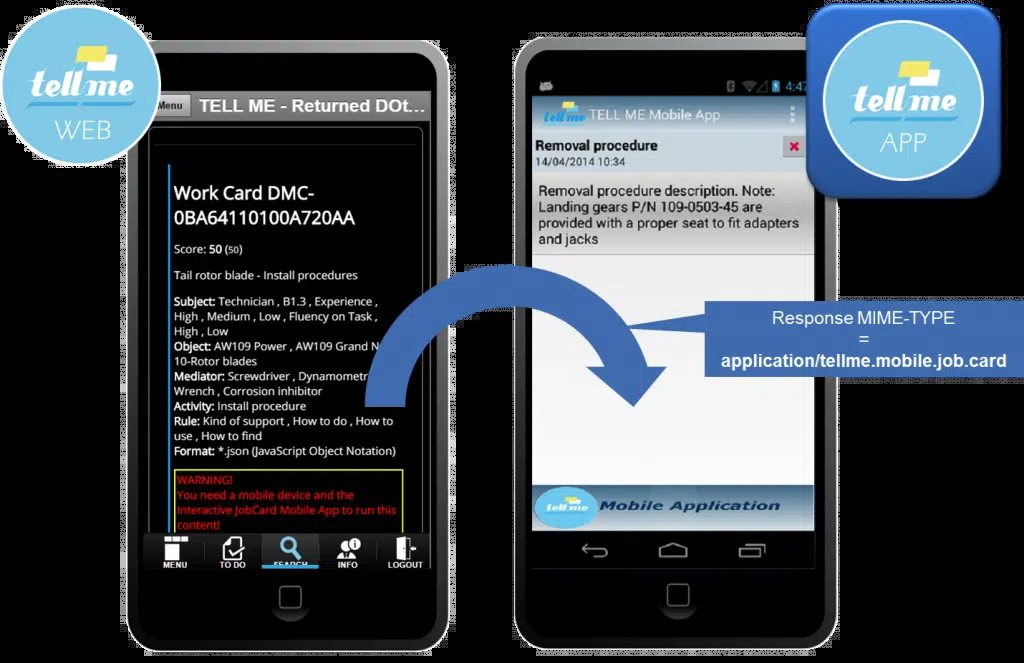 tell me
WEB
Menu
TELL ME - Returned DOt...
Work Card DMC-
0BA64110100A720AA
Score: 50 (50)
Tail rotor blade - Install procedures
Subject: Technician , B1.3 , Experience ,
High , Medium , Low , Fluency on Task ,
High , Low
Object: AW109 Power , AW109 Grand N
10-Rotor blades
Mediator: Screwdriver , Dynamometr
Wrench , Corrosion inhibitor
Activity: Install procedure
Rule: Kind of support , How to do , How to
use , How to find
Format: *.json (JavaScript Object Notation)
WARNING!
You need a mobile device and the
Interactive JobCard Mobile App to run this
content!
MENU
TO DO
SEARCH
INFO
LOGOUT
4:47
tell me
TELL ME Mobile App
Removal procedure
14/04/2014 10:34
Removal procedure description. Note:
Landing gears P/N 109-0503-45 are
provided with a proper seat to fit adapters
and jacks
tell me
Mobile Application
tell me
APP
Response MIME-TYPE
=
application/tellme.mobile.job.card